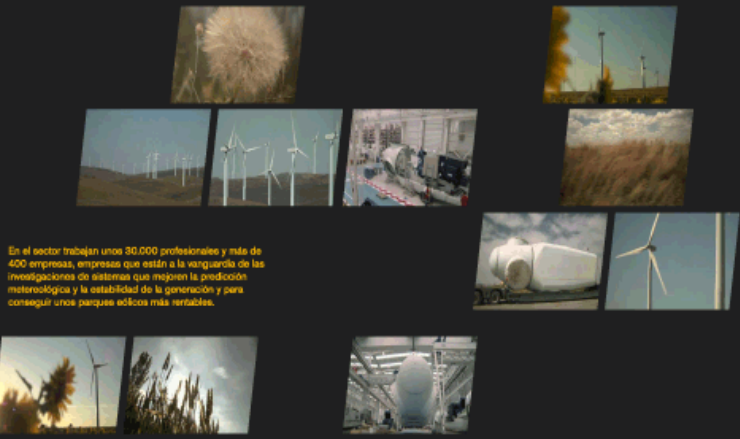 En el sector trabajan unos 30.000 profesionales y más de
400 empresas, empresas que están a la vanguardia de las
investigaciones de sistemas que mejoren la predicción
metereológica y la estabilidad de la generación y para
conseguir unos parques eólicos más rentables.